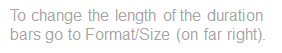 To change the length of the duration
bars go to Format/Size (on far right).